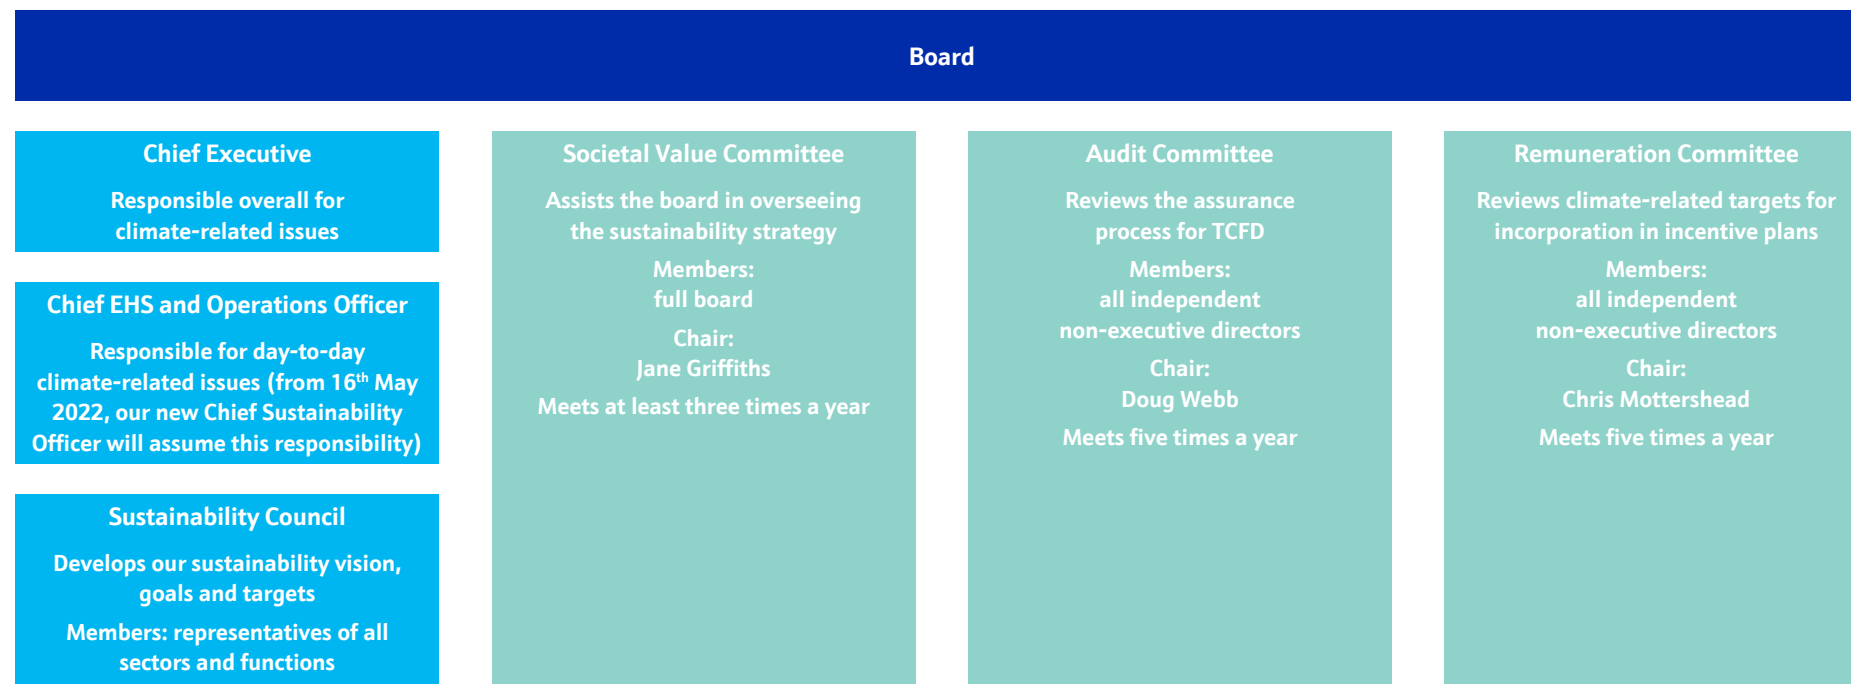 Board
Chief Executive
Responsible overall for
climate-related issues
Chief EHS and Operations Officer
Responsible for day-to-day
climate-related issues (from 16th May
2022, our new Chief Sustainability
Officer will assume this responsibility)
Sustainability Council
Develops our sustainability vision,
goals and targets
Members: representatives of all
sectors and functions
Societal Value Committee
Assists the board in overseeing
the sustainability strategy
Members:
full board
Chair:
Jane Griffiths
Meets at least three times a year
Audit Committee
Reviews the assurance
process for TCFD
Members:
all independent
non-executive directors
Chair:
Doug Webb
Meets five times a year
Remuneration Committee
Reviews climate-related targets for
incorporation in incentive plans
Members:
all independent
non-executive directors
Chair:
Chris Mottershead
Meets five times a year